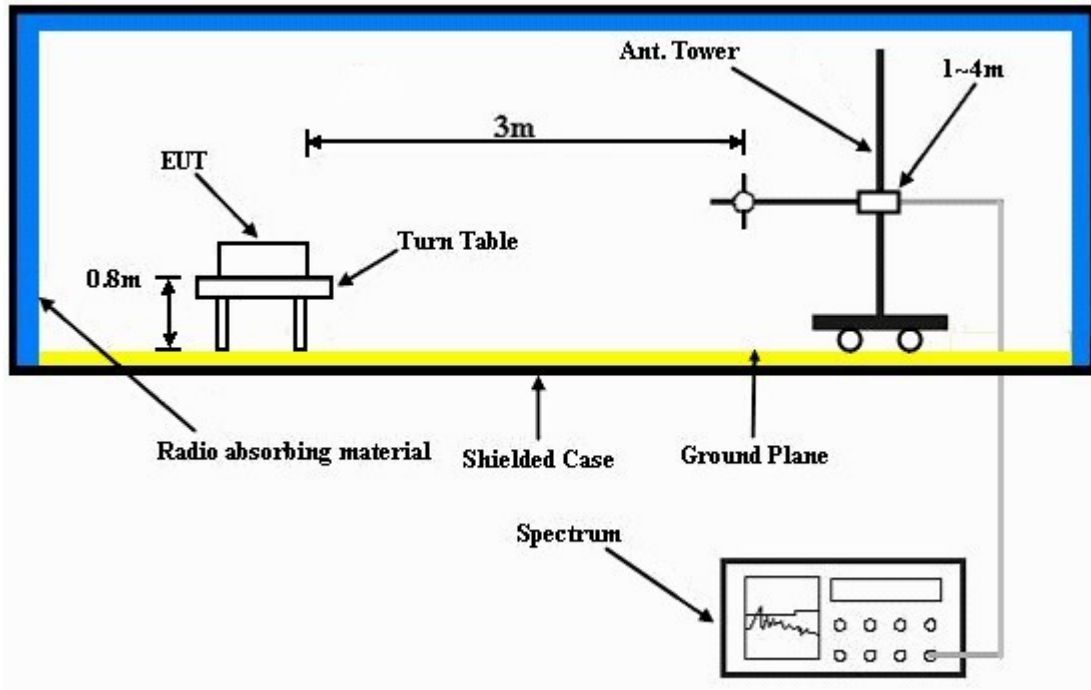 Ant. Tower
1~4m
3m
EUT
Turn Table
0.8m
Radio absorbing material
Shielded Case
Ground Plane
Spectrum